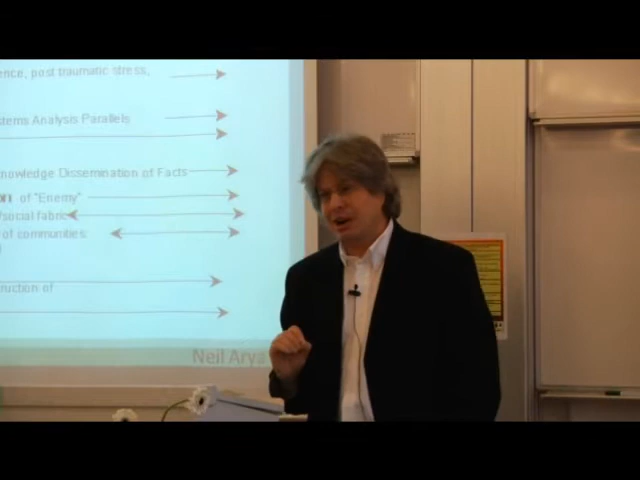 ence, post traumatic stress,
stems Analysis Parallels
nowledge Dissemination of Facts
of "Enemy"
/social fabric
of communities:
ruction of
Neil Arya